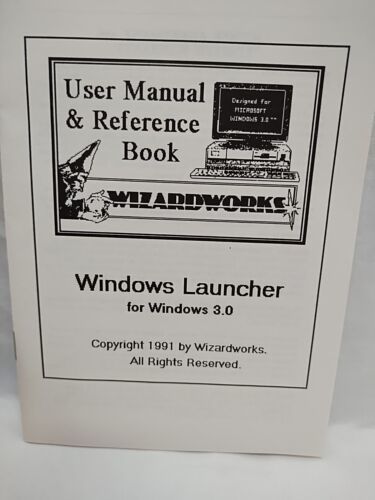 User Manual
& Reference
Book
Designed for
MICROSOFT
WINDOWS 3.0 ™
WIZARDWORKS
Windows Launcher
for Windows 3.0
Copyright 1991 by Wizardworks.
All Rights Reserved.